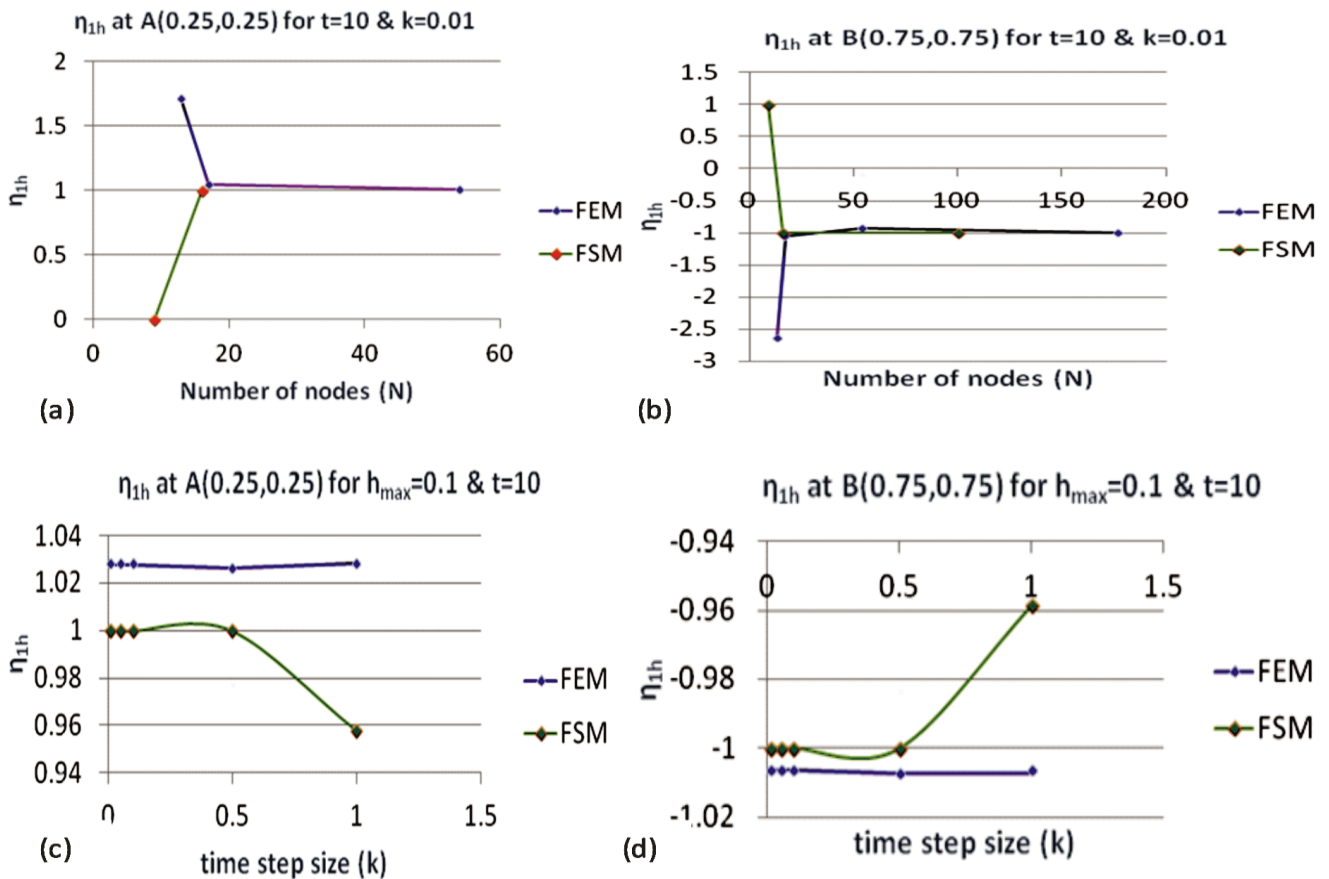 η1h at A(0.25,0.25) for t=10 & k=0.01
2
1.5
1
0.5
0
η1h
0 20 40 60
Number of nodes (N)
FEM
FSM
(a)
η1h at B(0.75,0.75) for t=10 & k=0.01
1.5
1
0.5
0
-0.5
-1
-1.5
-2
-2.5
-3
η1h
0 50 100 150 200
Number of nodes (N)
FEM
FSM
(b)
η1h at A(0.25,0.25) for hmax=0.1 & t=10
1.04
1.02
1
0.98
0.96
0.94
η1h
0 0.5 1 1.5
time step size (k)
FEM
FSM
(c)
η1h at B(0.75,0.75) for hmax=0.1 & t=10
-0.94
-0.96
-0.98
-1
-1.02
η1h
0 0.5 1 1.5
time step size (k)
FEM
FSM
(d)